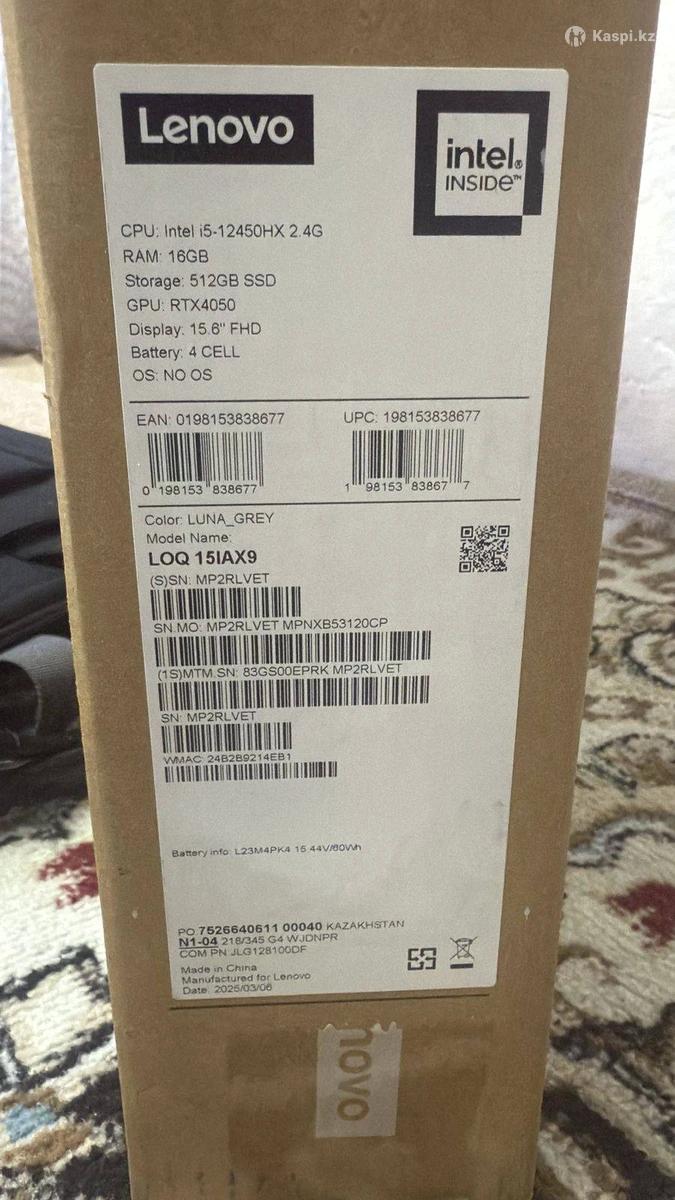 Kaspi.kz
Lenovo
intel®
INSIDE™
CPU: Intel i5-12450HX 2.4G
RAM: 16GB
Storage: 512GB SSD
GPU: RTX4050
Display: 15.6" FHD
Battery: 4 CELL
OS: NO OS
EAN: 0198153838677 UPC: 198153838677
0 198153 838677 1 98153 83867 7
Color: LUNA_GREY
Model Name:
LOQ 15IAX9
(S)SN: MP2RLVET
SN.MO: MP2RLVET MPNXB53120CP
(1S)MTM.SN: 83GS00EPRK MP2RLVET
SN: MP2RLVET
WMAC: 24B2B9214EB1
Battery info: L23M4PK4 15.44V/60Wh
PO 7526640611 00040 KAZAKHSTAN
N1-04 218/345 G4 WJDNPR
COM PN JLG128100DF
Made in China
Manufactured for Lenovo
Date: 2025/03/06
novo